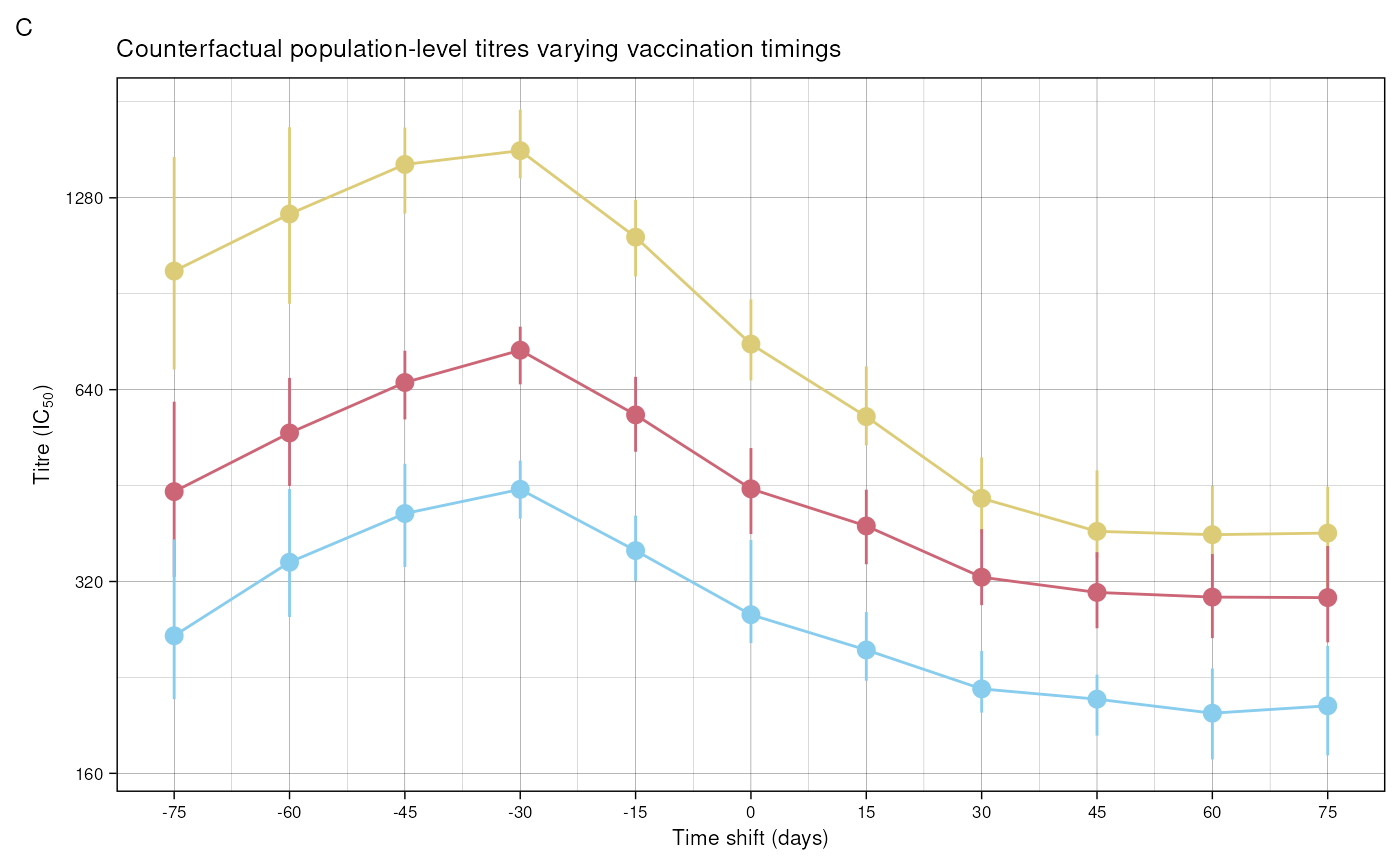 C
Counterfactual population-level titres varying vaccination timings
Titre (IC50)
1280
640
320
160
-75 -60 -45 -30 -15 0 15 30 45 60 75
Time shift (days)